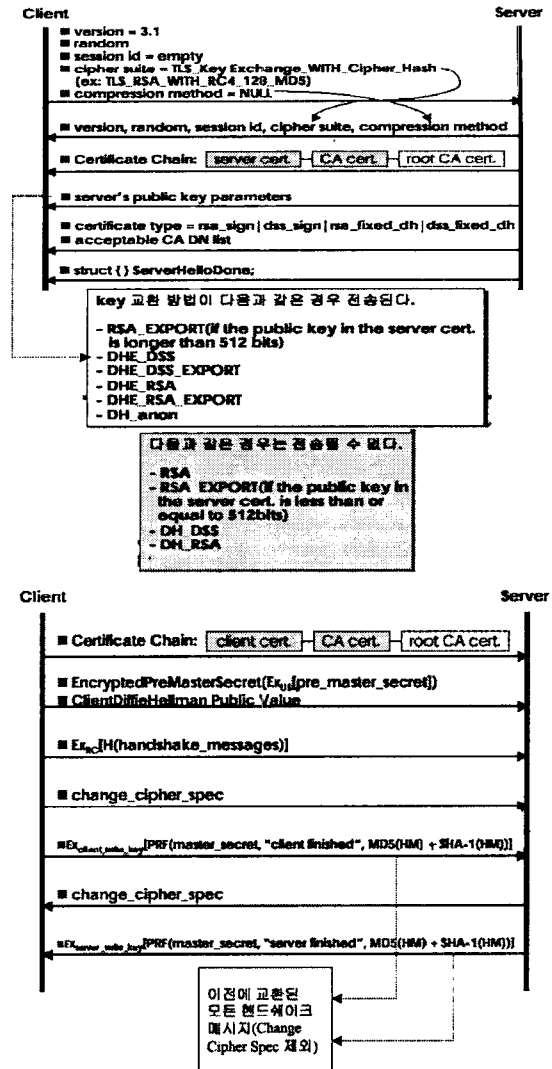 Client Server
■ version = 3.1
■ random
■ session id = empty
■ cipher suite = TLS_Key Exchange_WITH_Cipher_Hash
(ex: TLS_RSA_WITH_RC4_128_MD5)
■ compression method = NULL
■ version, random, session id, cipher suite, compression method
■ Certificate Chain: server cert. CA cert. root CA cert.
■ server's public key parameters
■ certificate type = rsa_sign|dss_sign|rsa_fixed_dh|dss_fixed_dh
■ acceptable CA DN list
■ struct { } ServerHelloDone;
key 교환 방법이 다음과 같은 경우 전송된다.
- RSA_EXPORT(if the public key in the server cert.
is longer than 512 bits)
- DHE_DSS
- DHE_DSS_EXPORT
- DHE_RSA
- DHE_RSA_EXPORT
- DH_anon
다음과 같은 경우는 전송될 수 없다.
- RSA
- RSA_EXPORT(if the public key in
the server cert. is less than or
equal to 512bits)
- DH_DSS
- DH_RSA
Client Server
■ Certificate Chain: client cert. CA cert. root CA cert.
■ EncryptedPreMasterSecret(E [pre_master_secret])
■ ClientDiffieHellman Public Value
■ E [H(handshake_messages)]
■ change_cipher_spec
■EX client_write_key[PRF(master_secret, "client finished", MD5(HM) + SHA-1(HM))]
■ change_cipher_spec
■EX server_write_key[PRF(master_secret, "server finished", MD5(HM) + SHA-1(HM))]
이전에 교환된
모든 핸드쉐이크
메시지(Change
Cipher Spec 제외)